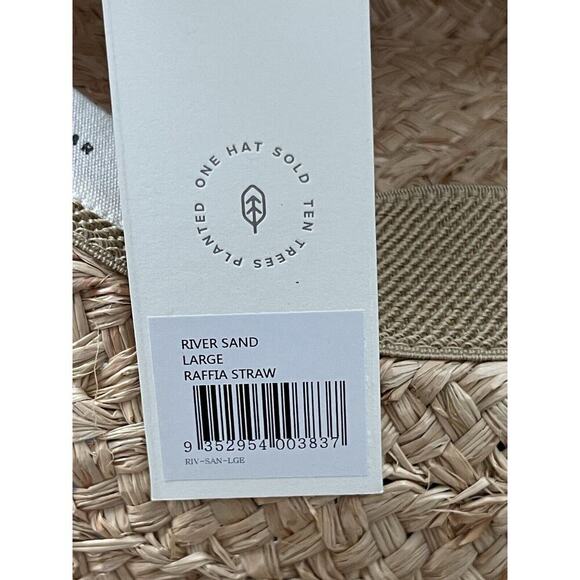 ONE HAT SOLD TEN TREES PLANTED
RIVER SAND
LARGE
RAFFIA STRAW
9 352954 003837
RIV-SAN-LGE